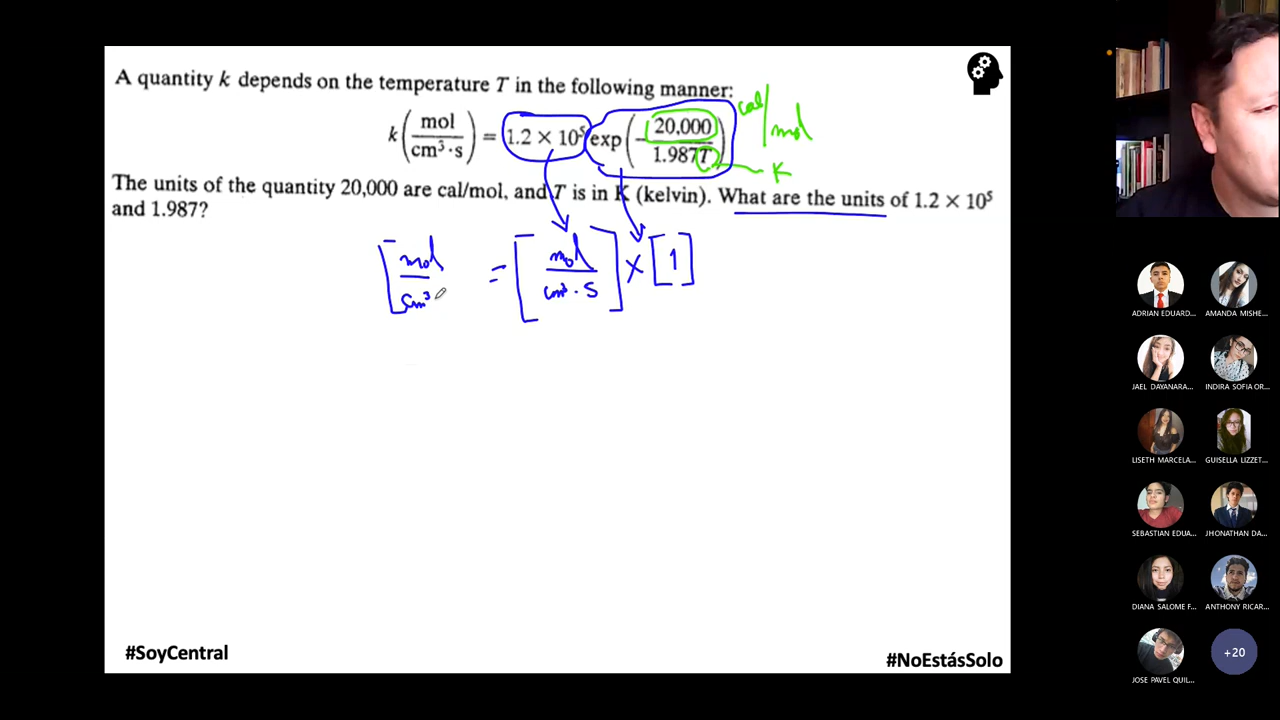 A quantity k depends on the temperature T in the following manner:
k(mol/cm³·s) = 1.2 × 10⁵ exp(-20,000/1.987T)
cal/mol
K
The units of the quantity 20,000 are cal/mol, and T is in K (kelvin). What are the units of 1.2 × 10⁵
and 1.987?
[mol/cm³ = [mol/cm³·s] × [1]
#SoyCentral
#NoEstásSolo
ADRIAN EDUARD...
AMANDA MISHE...
JAEL DAYANARA...
INDIRA SOFIA OR...
LISETH MARCELA...
GUISELLA LIZZET...
SEBASTIAN EDUA...
JHONATHAN DA...
DIANA SALOME F...
ANTHONY RICAR...
JOSE PAVEL QUIL...
+20